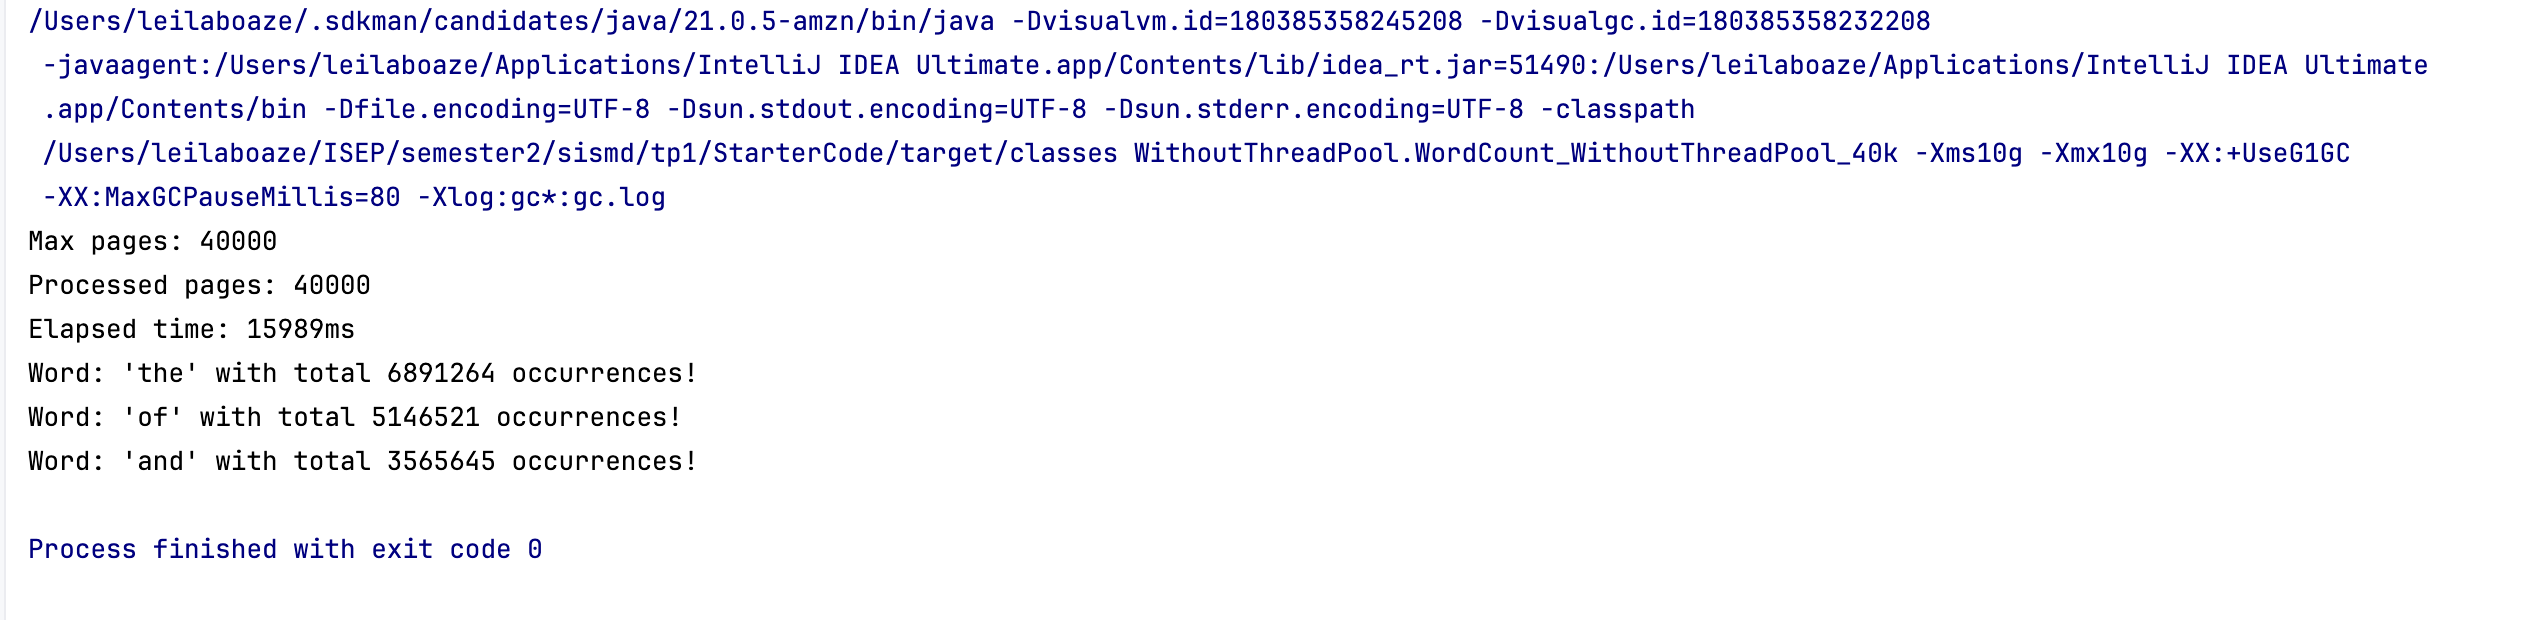 /Users/leilaboaze/.sdkman/candidates/java/21.0.5-amzn/bin/java -Dvisualvm.id=180385358245208 -Dvisualgc.id=180385358232208
-javaagent:/Users/leilaboaze/Applications/IntelliJ IDEA Ultimate.app/Contents/lib/idea_rt.jar=51490:/Users/leilaboaze/Applications/IntelliJ IDEA Ultimate
.app/Contents/bin -Dfile.encoding=UTF-8 -Dsun.stdout.encoding=UTF-8 -Dsun.stderr.encoding=UTF-8 -classpath
/Users/leilaboaze/ISEP/semester2/sismd/tp1/StarterCode/target/classes WithoutThreadPool.WordCount_WithoutThreadPool_40k -Xms10g -Xmx10g -XX:+UseG1GC
-XX:MaxGCPauseMillis=80 -Xlog:gc*:gc.log
Max pages: 40000
Processed pages: 40000
Elapsed time: 15989ms
Word: 'the' with total 6891264 occurrences!
Word: 'of' with total 5146521 occurrences!
Word: 'and' with total 3565645 occurrences!
Process finished with exit code 0